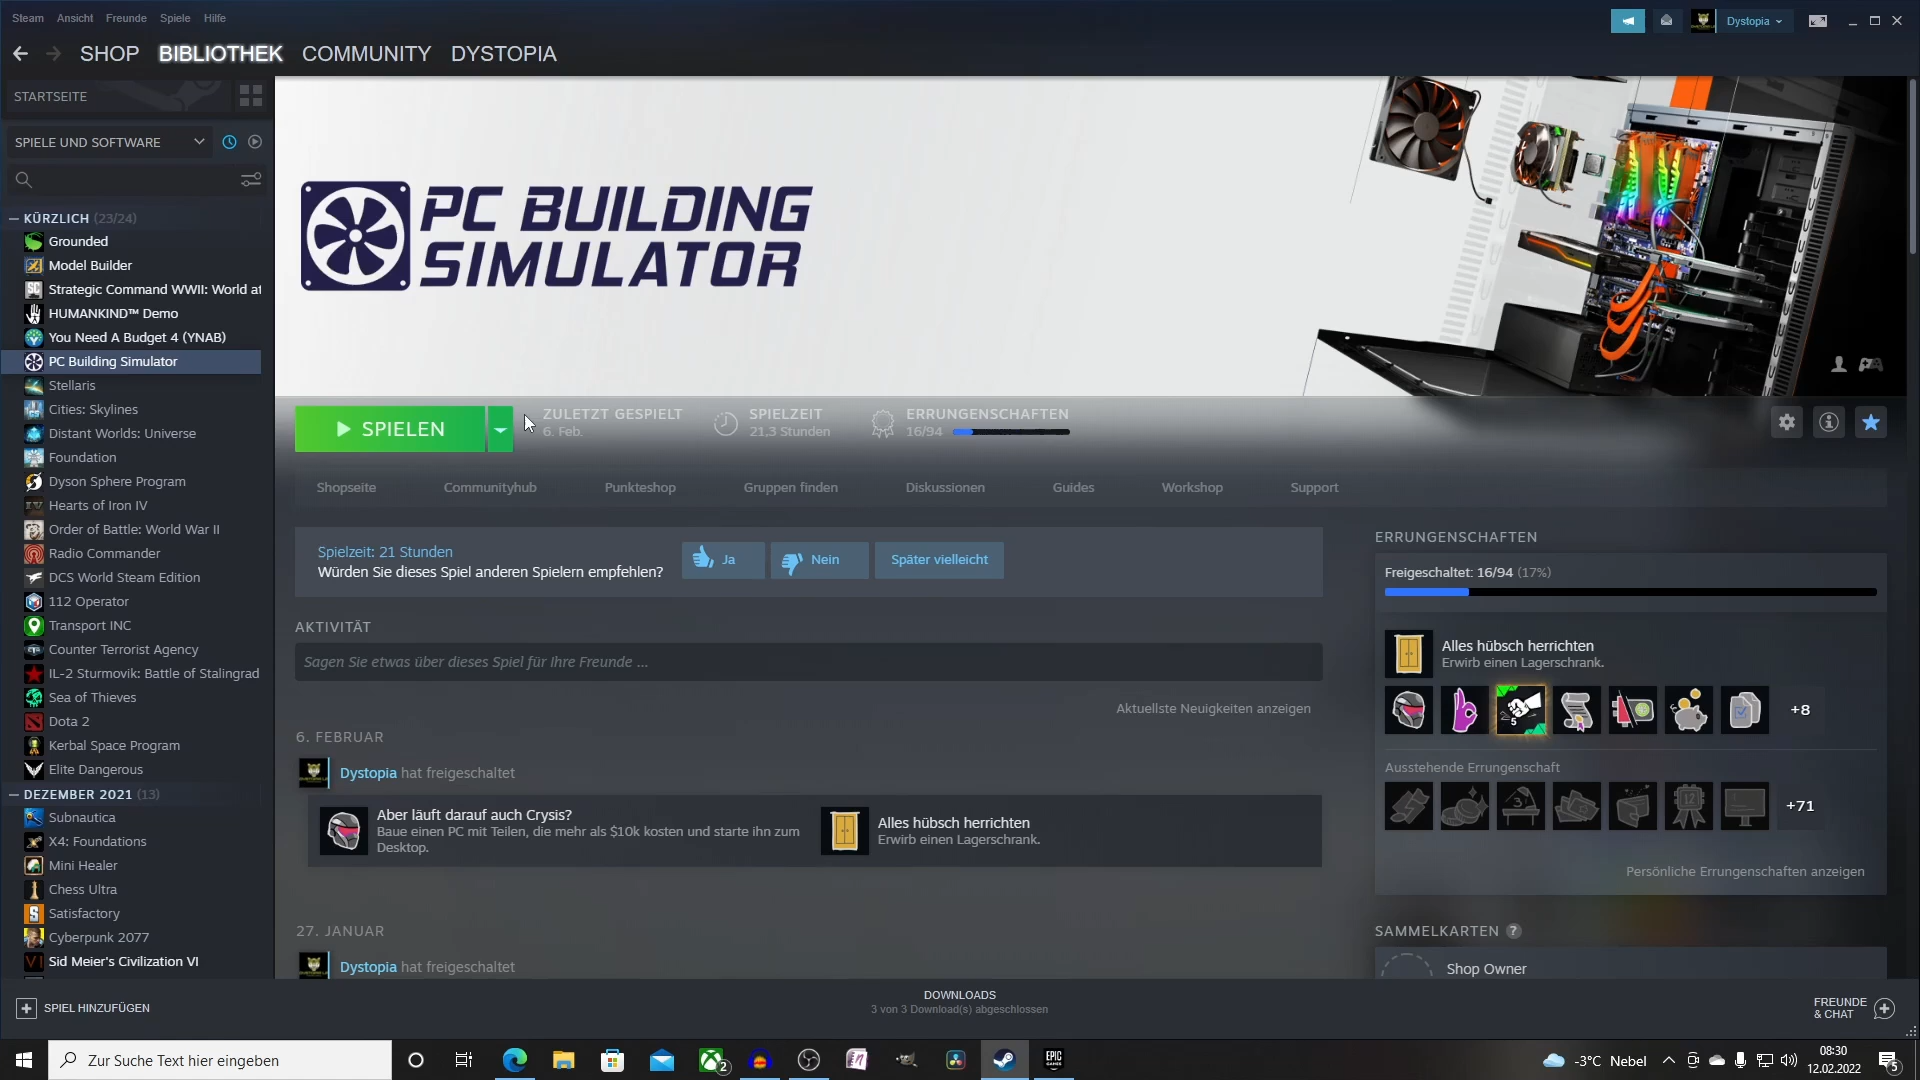 Steam Ansicht Freunde Spiele Hilfe
Dystopia
SHOP BIBLIOTHEK COMMUNITY DYSTOPIA
STARTSEITE
SPIELE UND SOFTWARE
KÜRZLICH (23/24)
Grounded
Model Builder
Strategic Command WWII: World at
HUMANKIND™ Demo
You Need A Budget 4 (YNAB)
PC Building Simulator
Stellaris
Cities: Skylines
Distant Worlds: Universe
Foundation
Dyson Sphere Program
Hearts of Iron IV
Order of Battle: World War II
Radio Commander
DCS World Steam Edition
112 Operator
Transport INC
Counter Terrorist Agency
IL-2 Sturmovik: Battle of Stalingrad
Sea of Thieves
Dota 2
Kerbal Space Program
Elite Dangerous
DEZEMBER 2021 (13)
Subnautica
X4: Foundations
Mini Healer
Chess Ultra
Satisfactory
Cyberpunk 2077
Sid Meier's Civilization VI
PC BUILDING
SIMULATOR
SPIELEN
ZULETZT GESPIELT
6. Feb.
SPIELZEIT
21,3 Stunden
ERRUNGENSCHAFTEN
16/94
Shopseite Communityhub Punkteshop Gruppen finden Diskussionen Guides Workshop Support
Spielzeit: 21 Stunden
Würden Sie dieses Spiel anderen Spielern empfehlen?
Ja
Nein
Später vielleicht
AKTIVITÄT
Sagen Sie etwas über dieses Spiel für Ihre Freunde ...
Aktuellste Neuigkeiten anzeigen
6. FEBRUAR
Dystopia hat freigeschaltet
Aber läuft darauf auch Crysis?
Baue einen PC mit Teilen, die mehr als $10k kosten und starte ihn zum
Desktop.
Alles hübsch herrichten
Erwirb einen Lagerschrank.
27. JANUAR
Dystopia hat freigeschaltet
ERRUNGENSCHAFTEN
Freigeschaltet: 16/94 (17%)
Alles hübsch herrichten
Erwirb einen Lagerschrank.
+8
Ausstehende Errungenschaft
+71
Persönliche Errungenschaften anzeigen
SAMMELKARTEN ?
Shop Owner
SPIEL HINZUFÜGEN
DOWNLOADS
3 von 3 Download(s) abgeschlossen
FREUNDE
& CHAT
Zur Suche Text hier eingeben
2
EPIC
GAMES
-3°C Nebel
08:30
12.02.2022
5